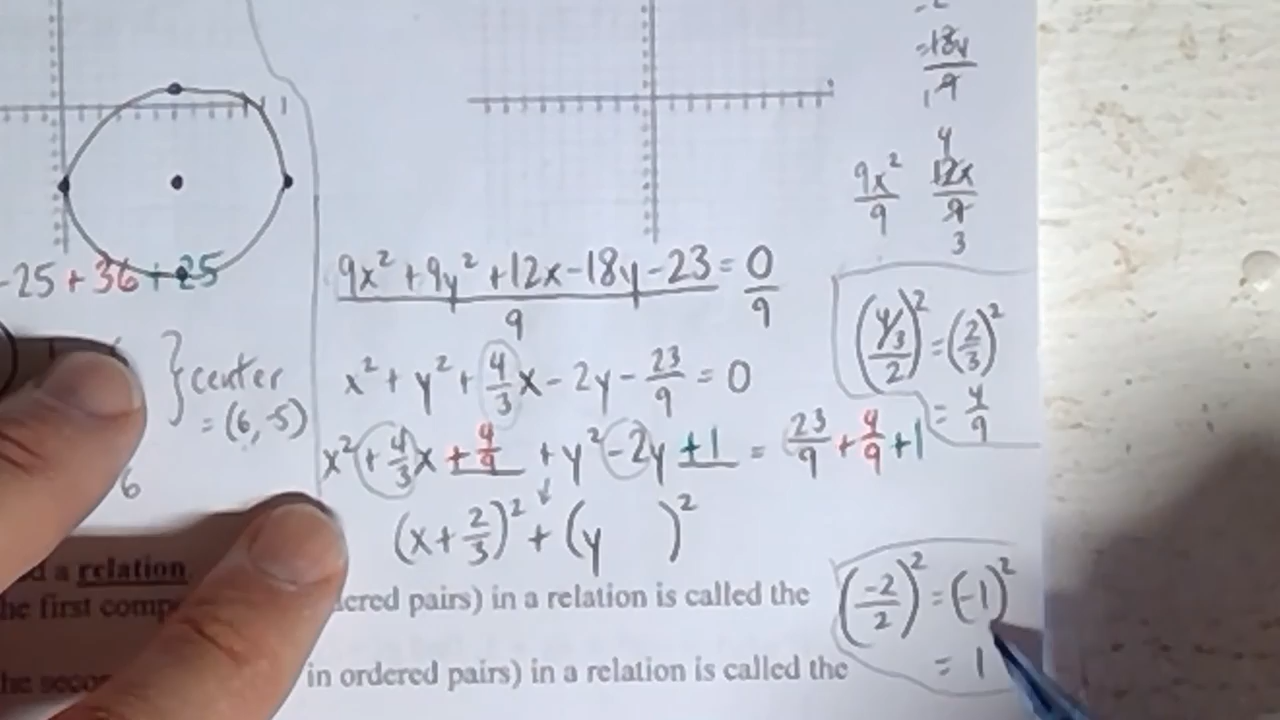 -25 + 36 + 25
} center
= (6, -5)
6
9x² + 9y² + 12x - 18y - 23 = 0
9 9
x² + y² + 4/3 x - 2y - 23/9 = 0
x² + 4/3 x + 4/9 + y² - 2y + 1 = 23/9 + 4/9 + 1
(x + 2/3)² + (y )²
-18y
9
1
9x²/9
4
12x
9
3
((4/3)/2)² = (2/3)²
= 4/9
(-2/2)² = (-1)²
= 1
a relation
he first comp
dered pairs) in a relation is called the
he secon
in ordered pairs) in a relation is called the